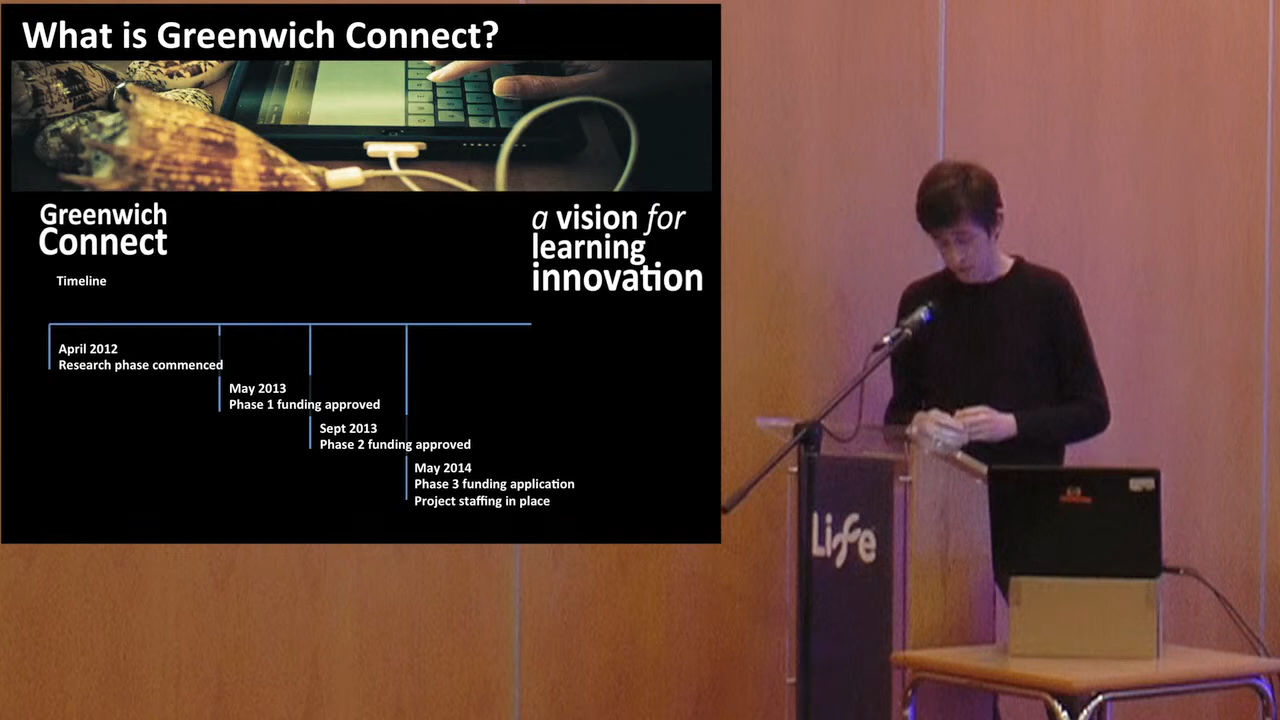 What is Greenwich Connect?
Greenwich
Connect
a vision for
learning
innovation
Timeline
April 2012
Research phase commenced
May 2013
Phase 1 funding approved
Sept 2013
Phase 2 funding approved
May 2014
Phase 3 funding application
Project staffing in place
Life